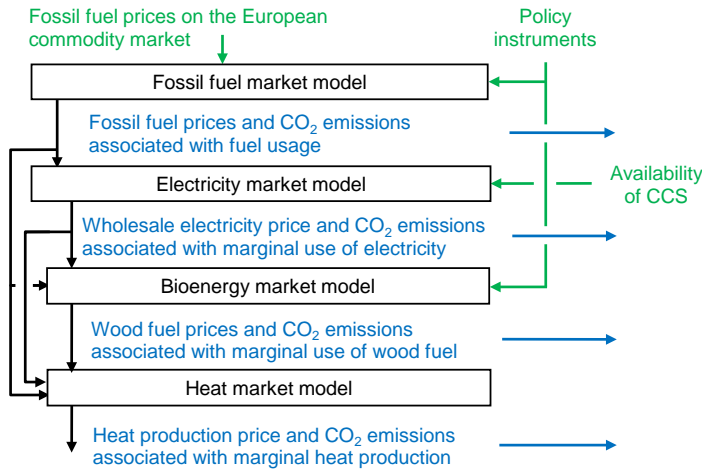 Fossil fuel prices on the European
commodity market
Policy
instruments
Fossil fuel market model
Fossil fuel prices and CO₂ emissions
associated with fuel usage
Electricity market model
Availability
of CCS
Wholesale electricity price and CO₂ emissions
associated with marginal use of electricity
Bioenergy market model
Wood fuel prices and CO₂ emissions
associated with marginal use of wood fuel
Heat market model
Heat production price and CO₂ emissions
associated with marginal heat production